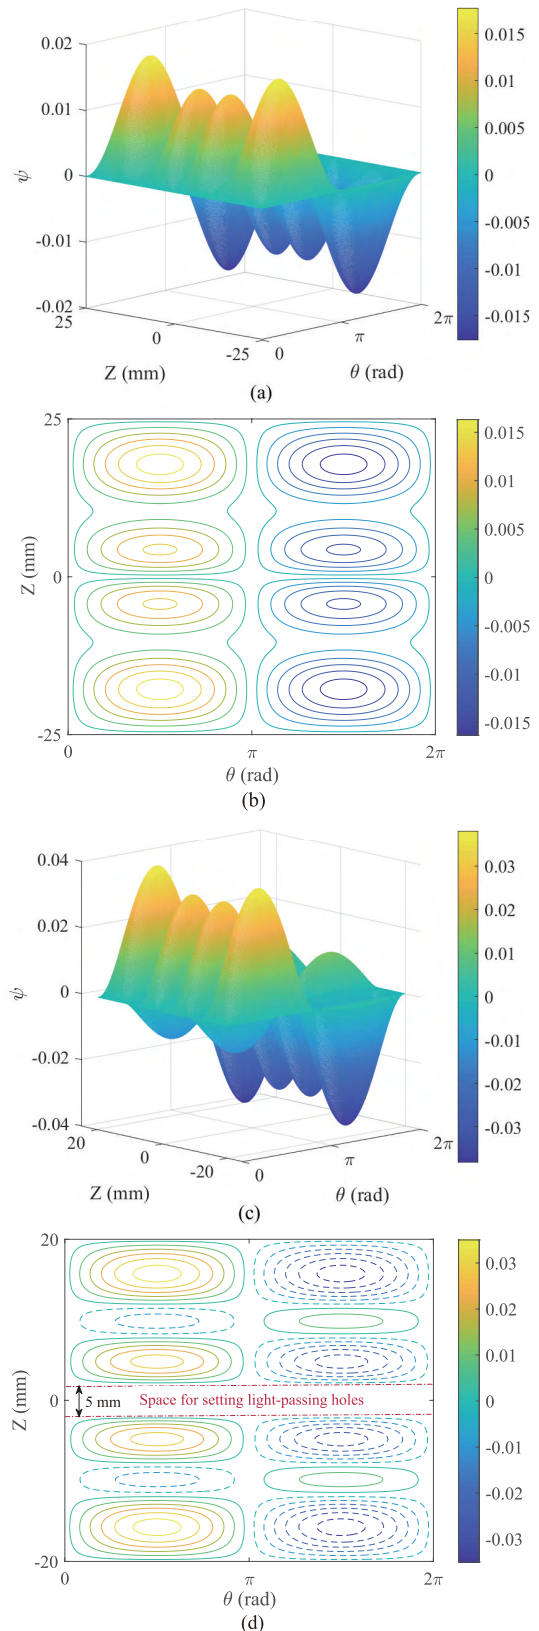 0.02
0.01
0
-0.01
-0.02
ψ
25
0
-25
Z (mm)
0
π
2π
θ (rad)
0.015
0.01
0.005
0
-0.005
-0.01
-0.015
(a)
25
0
-25
Z (mm)
0
π
2π
θ (rad)
0.015
0.01
0.005
0
-0.005
-0.01
-0.015
(b)
0.04
0.02
0
-0.02
-0.04
ψ
20
0
-20
Z (mm)
0
π
2π
θ (rad)
0.03
0.02
0.01
0
-0.01
-0.02
-0.03
(c)
20
0
-20
Z (mm)
5 mm
Space for setting light-passing holes
0
π
2π
θ (rad)
0.03
0.02
0.01
0
-0.01
-0.02
-0.03
(d)